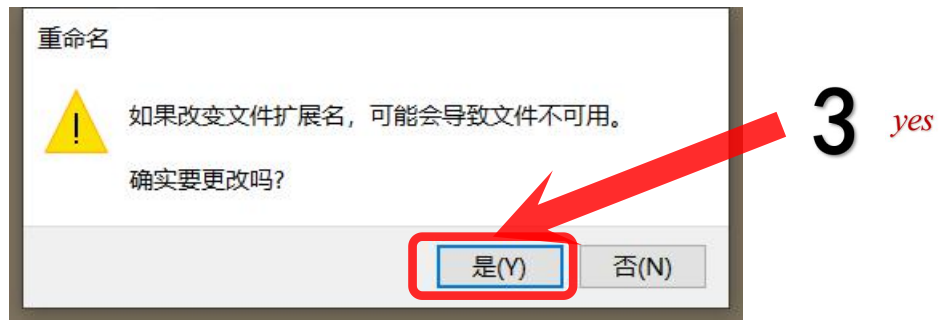 重命名
如果改变文件扩展名，可能会导致文件不可用。
确实要更改吗?
是(Y)
否(N)
3
yes